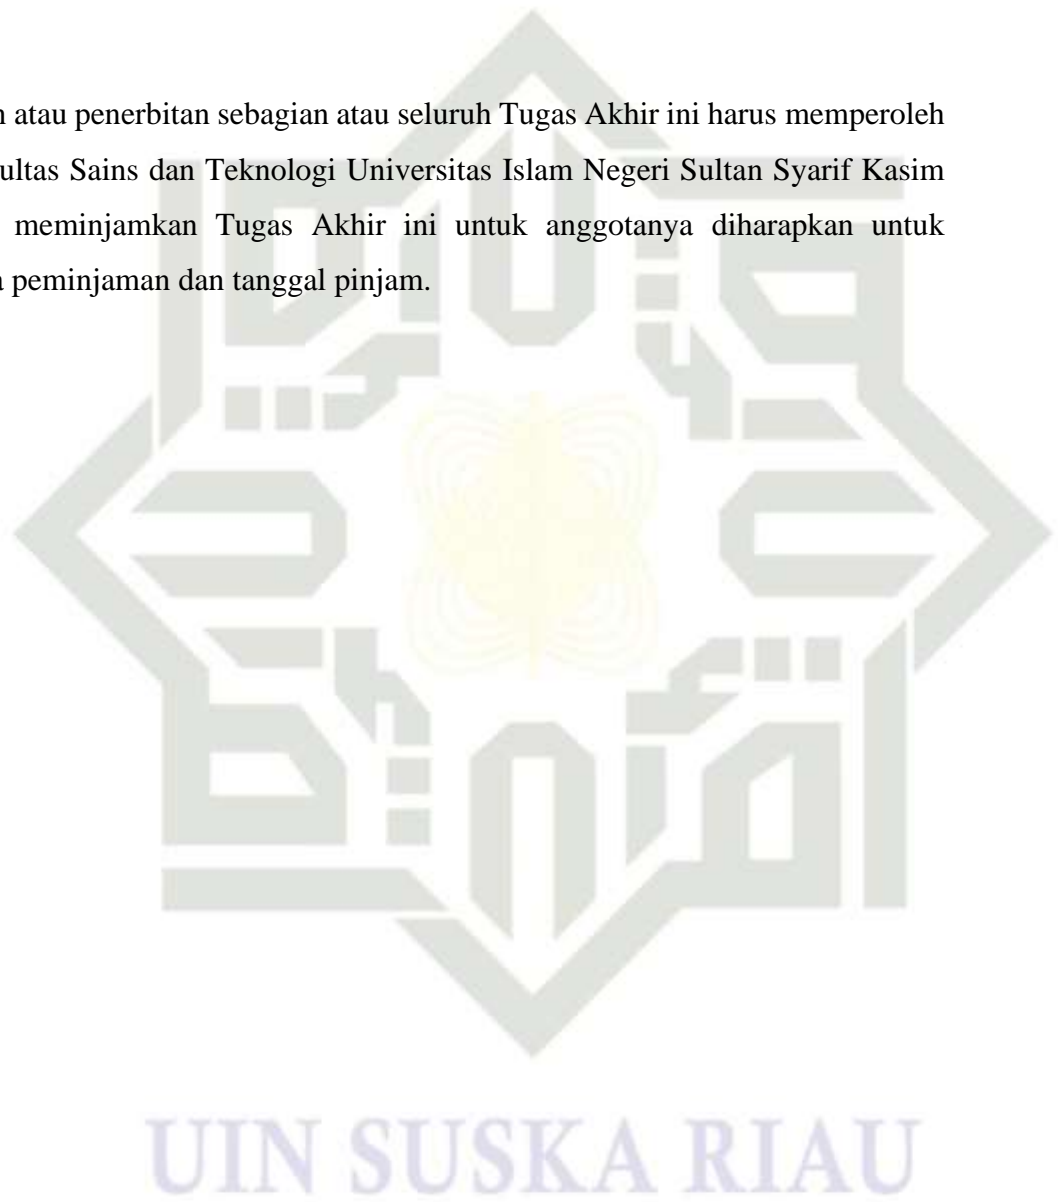 atau penerbitan sebagian atau seluruh Tugas Akhir ini harus memperoleh
Sains dan Teknologi Universitas Islam Negeri Sultan Syarif Kasim
meminjamkan Tugas Akhir ini untuk anggotanya diharapkan untuk
peminjaman dan tanggal pinjam.
UIN SUSKA RIAU